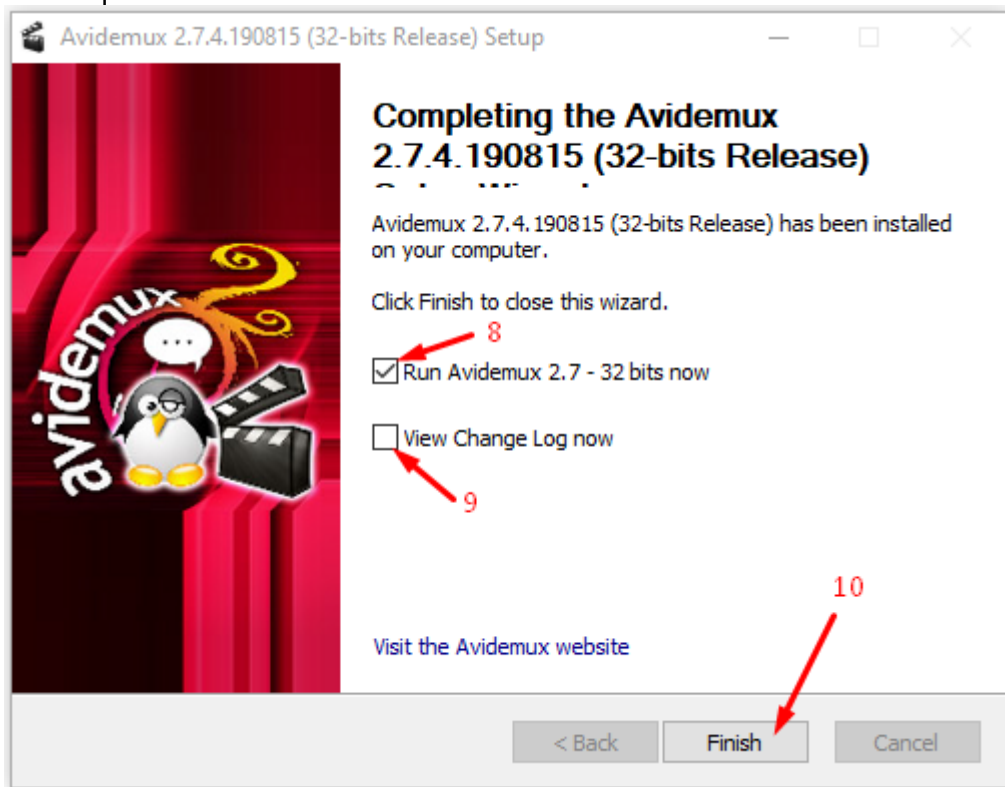 Avidemux 2.7.4.190815 (32-bits Release) Setup
Completing the Avidemux
2.7.4.190815 (32-bits Release)
Avidemux 2.7.4.190815 (32-bits Release) has been installed
on your computer.
Click Finish to close this wizard.
8
Run Avidemux 2.7 - 32 bits now
View Change Log now
9
avidemux
10
Visit the Avidemux website
< Back
Finish
Cancel